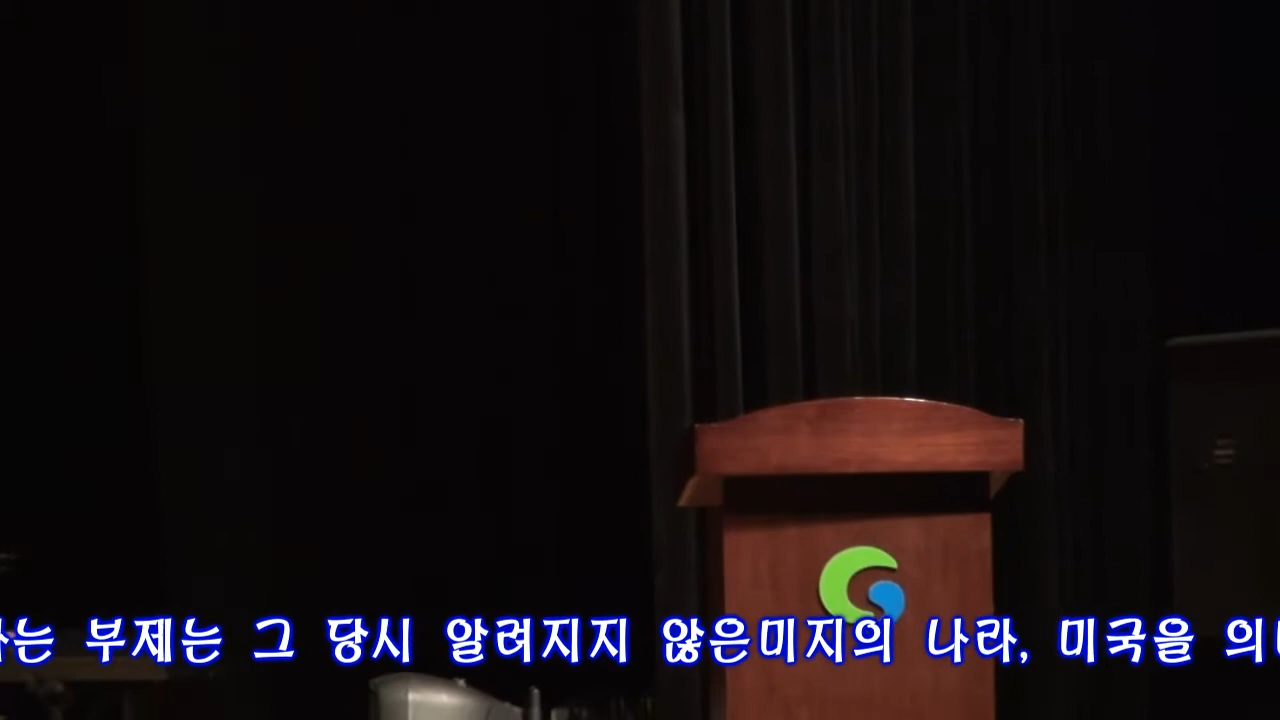 는 부제는 그 당시 알려지지 않은미지의 나라, 미국을